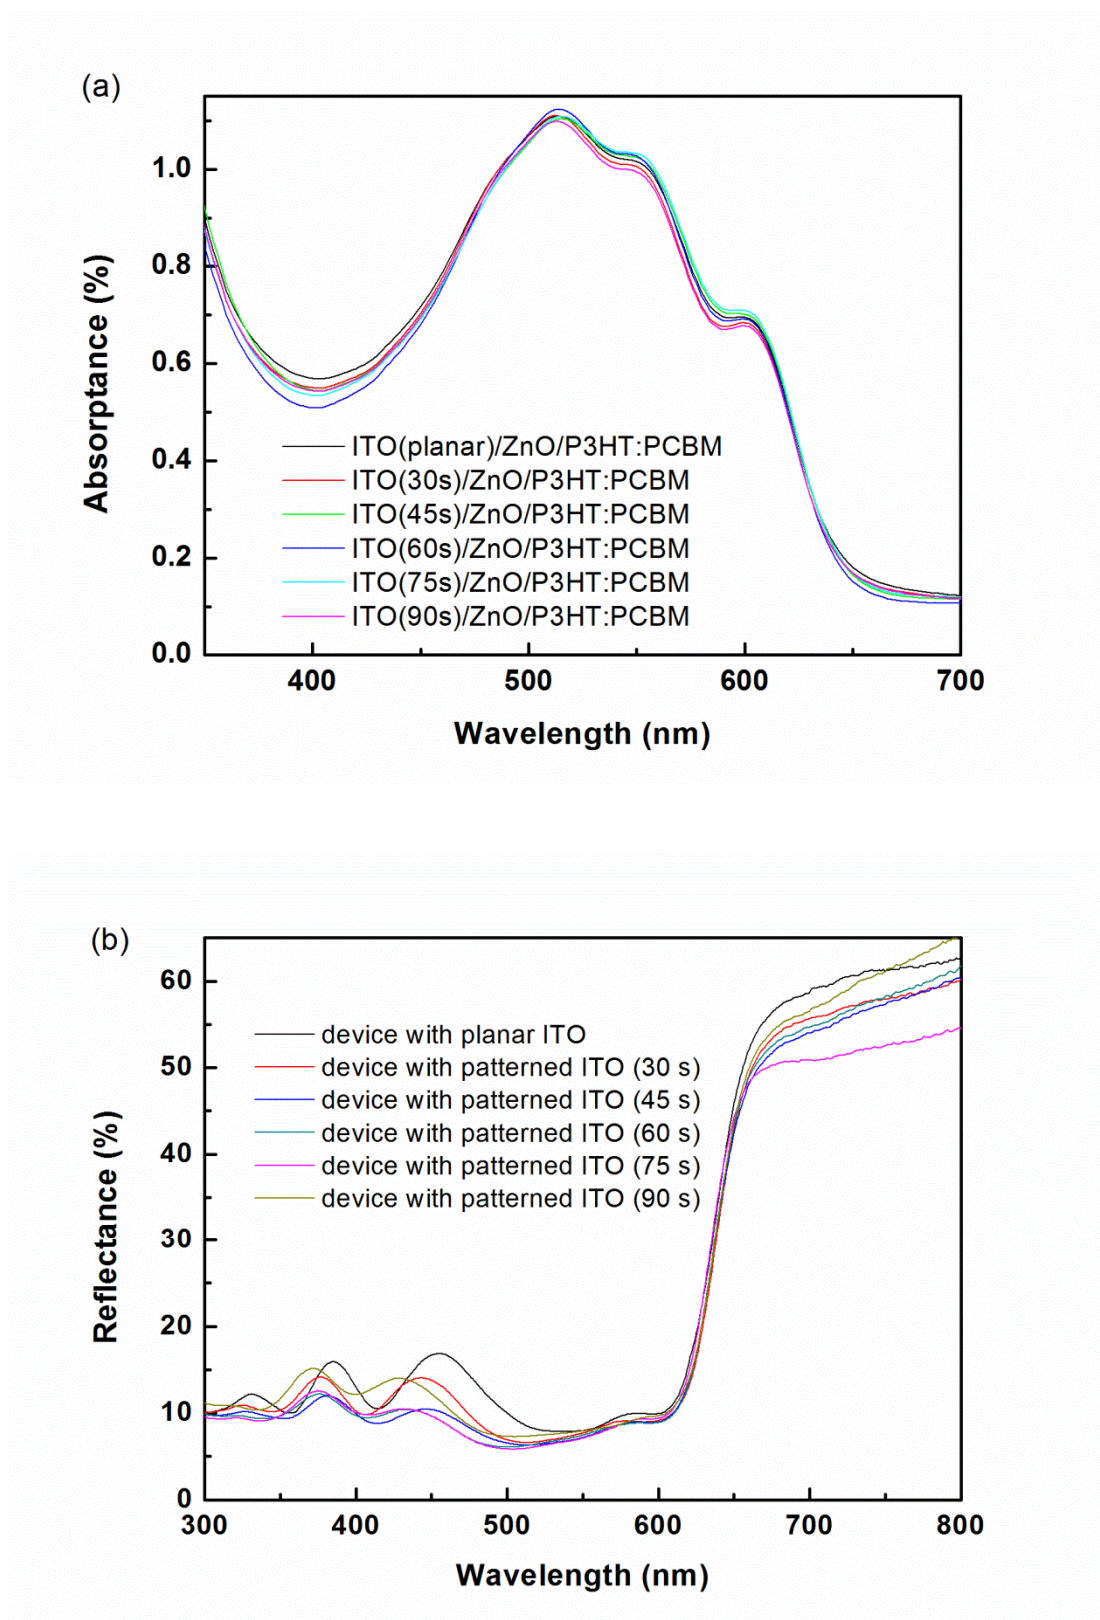 (a)
Absorptance (%)
1.0
0.8
0.6
0.4
0.2
0.0
ITO(planar)/ZnO/P3HT:PCBM
ITO(30s)/ZnO/P3HT:PCBM
ITO(45s)/ZnO/P3HT:PCBM
ITO(60s)/ZnO/P3HT:PCBM
ITO(75s)/ZnO/P3HT:PCBM
ITO(90s)/ZnO/P3HT:PCBM
400 500 600 700
Wavelength (nm)
(b)
Reflectance (%)
60
50
40
30
20
10
0
device with planar ITO
device with patterned ITO (30 s)
device with patterned ITO (45 s)
device with patterned ITO (60 s)
device with patterned ITO (75 s)
device with patterned ITO (90 s)
300 400 500 600 700 800
Wavelength (nm)